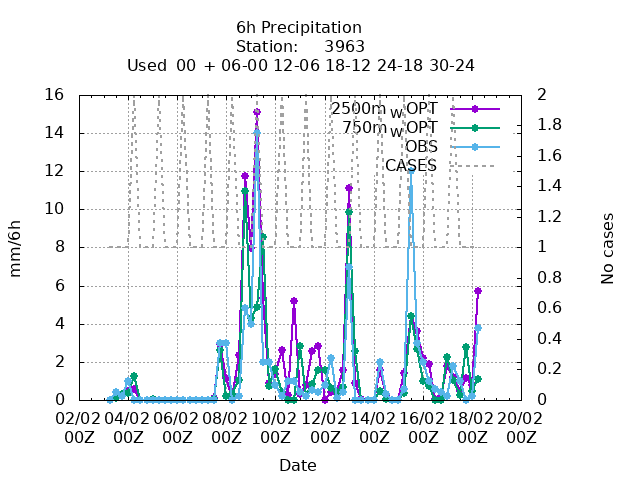 6h Precipitation
Station: 3963
Used 00 + 06-00 12-06 18-12 24-18 30-24
16 2
14 1.8
12 1.6
10 1.4
8 1.2
6 1
4 0.8
2 0.6
0 0.4
0.2
0
2500mwOPT
750mwOPT
OBS
CASES
mm/6h
No cases
02/02 04/02 06/02 08/02 10/02 12/02 14/02 16/02 18/02 20/02
00Z 00Z 00Z 00Z 00Z 00Z 00Z 00Z 00Z 00Z
Date